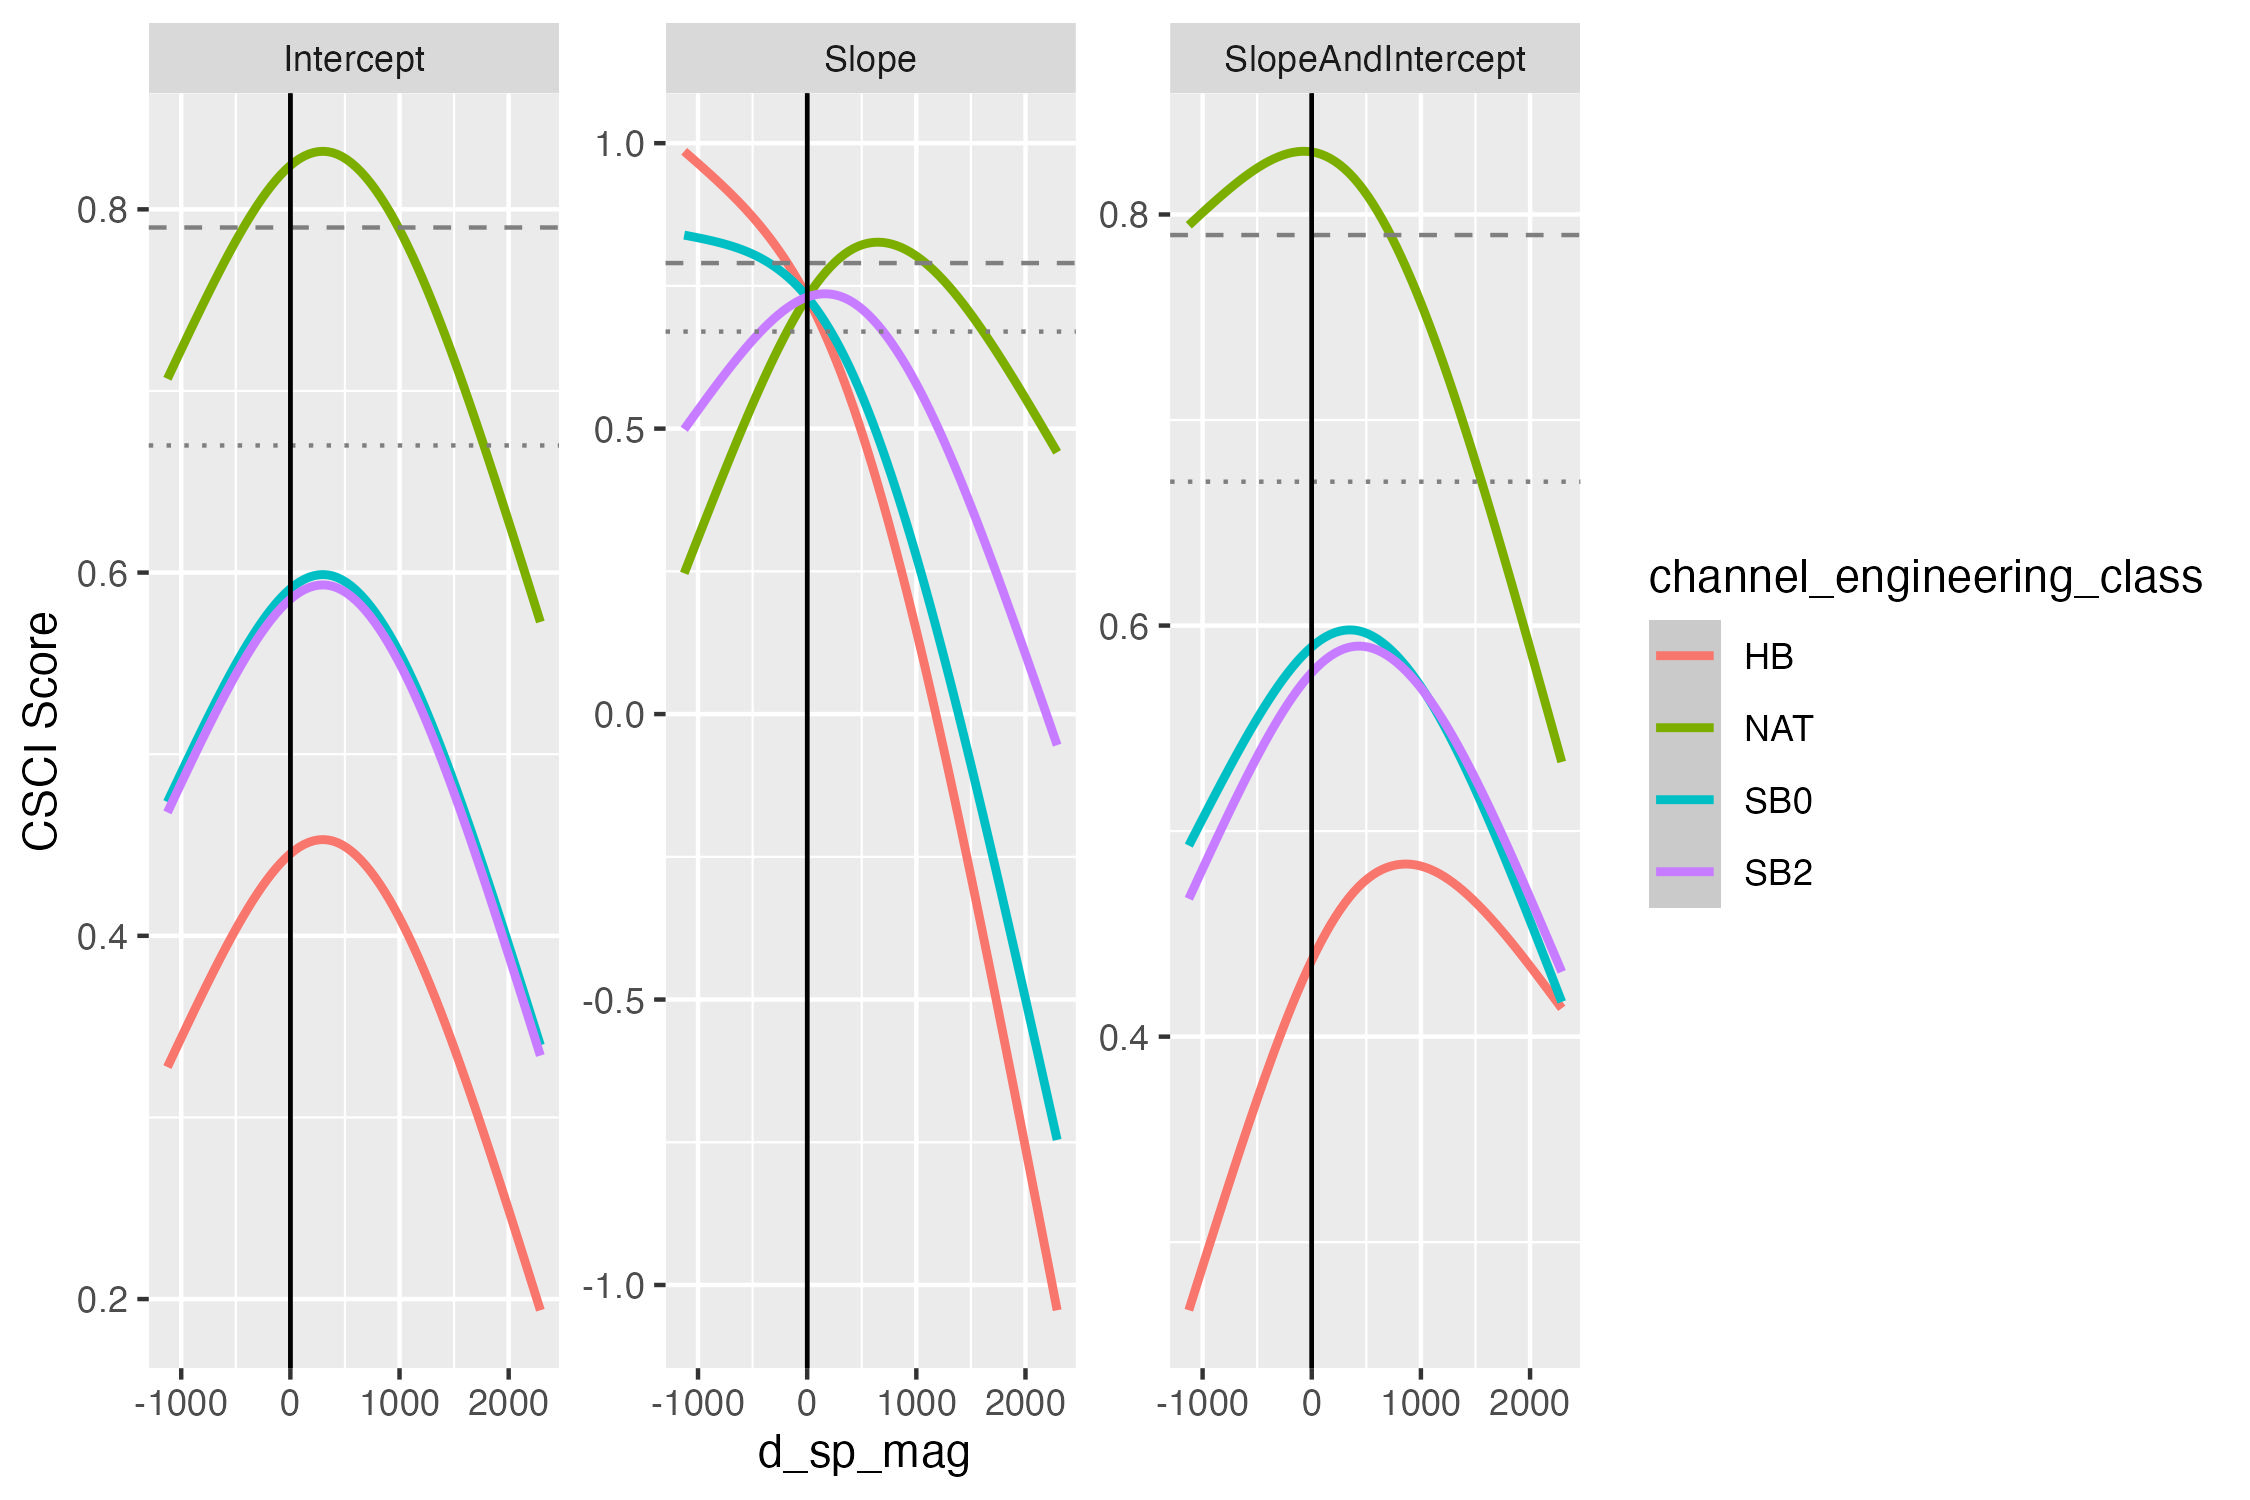 Intercept
Slope
SlopeAndIntercept
CSCI Score
0.8
0.6
0.4
0.2
-1000 0 1000 2000
1.0
0.5
0.0
-0.5
-1.0
-1000 0 1000 2000
0.8
0.6
0.4
-1000 0 1000 2000
d_sp_mag
channel_engineering_class
HB
NAT
SB0
SB2